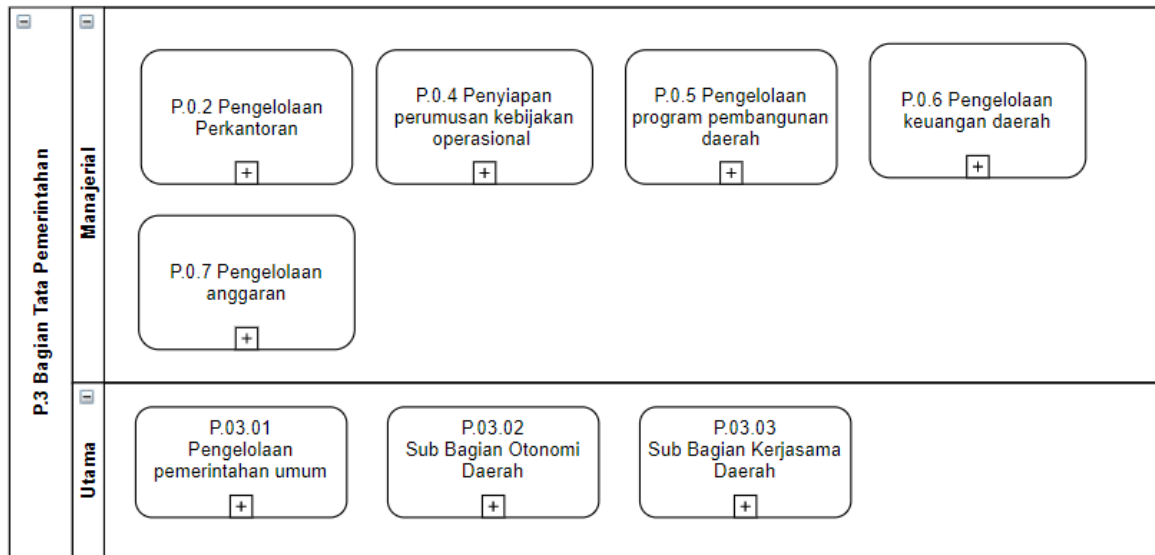 P.3 Bagian Tata Pemerintahan
Manajerial
P.0.2 Pengelolaan
Perkantoran
P.0.4 Penyiapan
perumusan kebijakan
operasional
P.0.5 Pengelolaan
program pembangunan
daerah
P.0.6 Pengelolaan
keuangan daerah
P.0.7 Pengelolaan
anggaran
Utama
P.03.01
Pengelolaan
pemerintahan umum
P.03.02
Sub Bagian Otonomi
Daerah
P.03.03
Sub Bagian Kerjasama
Daerah